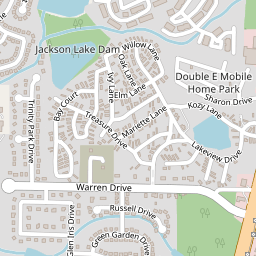 Willow Lane
Jackson Lake Dam
Oak Lane
Ivy Lane
Elm Lane
Double E Mobile
Home Park
Sharon Drive
Kozy Lane
Bay Court
Trinity Park Drive
Treasure Drive
Mariette Lane
Lakeview Drive
Warren Drive
Russell Drive
Glen Iris Drive
Green Garden Drive